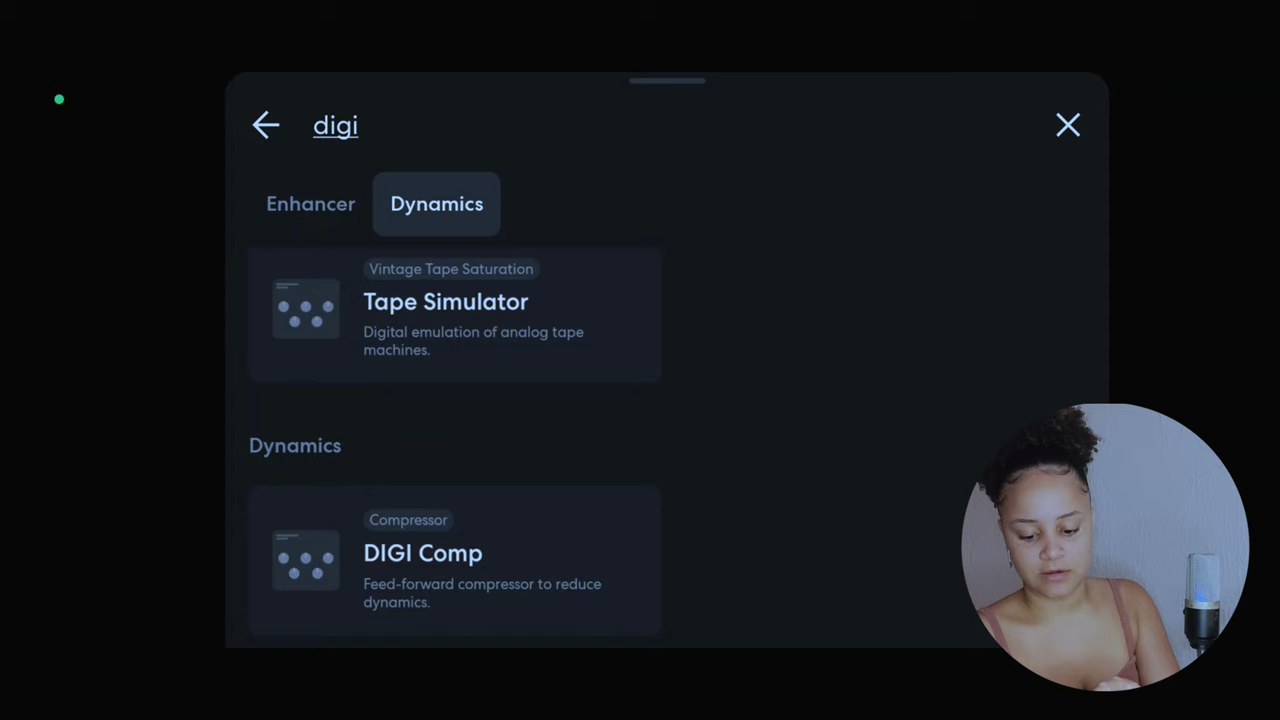 digi
Enhancer
Dynamics
Vintage Tape Saturation
Tape Simulator
Digital emulation of analog tape
machines.
Dynamics
Compressor
DIGI Comp
Feed-forward compressor to reduce
dynamics.